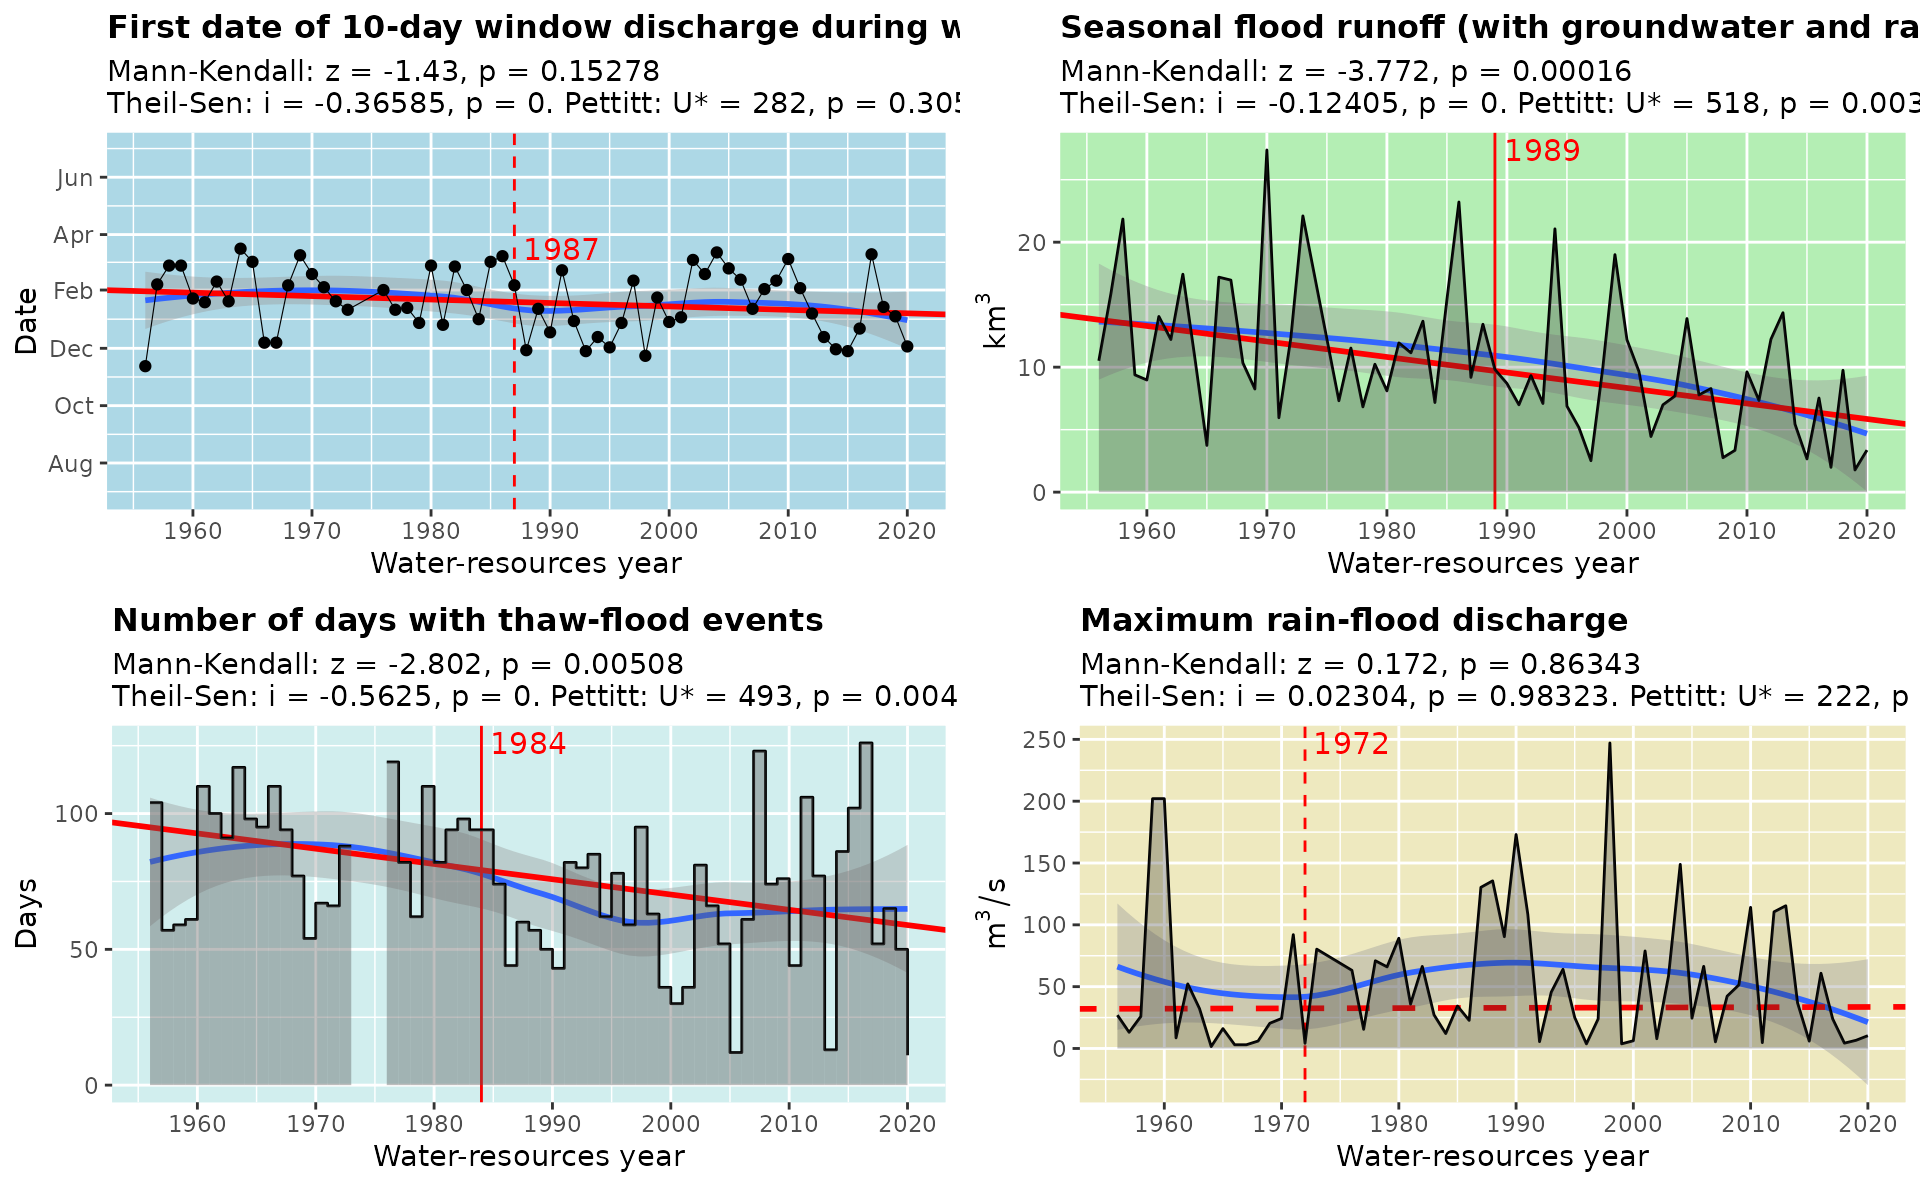 First date of 10-day window discharge during
Mann-Kendall: z = -1.43, p = 0.15278
Theil-Sen: i = -0.36585, p = 0. Pettitt: U* = 282, p = 0.305
1987
Date
Jun
Apr
Feb
Dec
Oct
Aug
1960 1970 1980 1990 2000 2010 2020
Water-resources year
Seasonal flood runoff (with groundwater and ra
Mann-Kendall: z = -3.772, p = 0.00016
Theil-Sen: i = -0.12405, p = 0. Pettitt: U* = 518, p = 0.003
1989
km³
20
10
0
1960 1970 1980 1990 2000 2010 2020
Water-resources year
Number of days with thaw-flood events
Mann-Kendall: z = -2.802, p = 0.00508
Theil-Sen: i = -0.5625, p = 0. Pettitt: U* = 493, p = 0.004
1984
Days
100
50
0
1960 1970 1980 1990 2000 2010 2020
Water-resources year
Maximum rain-flood discharge
Mann-Kendall: z = 0.172, p = 0.86343
Theil-Sen: i = 0.02304, p = 0.98323. Pettitt: U* = 222, p
1972
m³/s
250
200
150
100
50
0
1960 1970 1980 1990 2000 2010 2020
Water-resources year